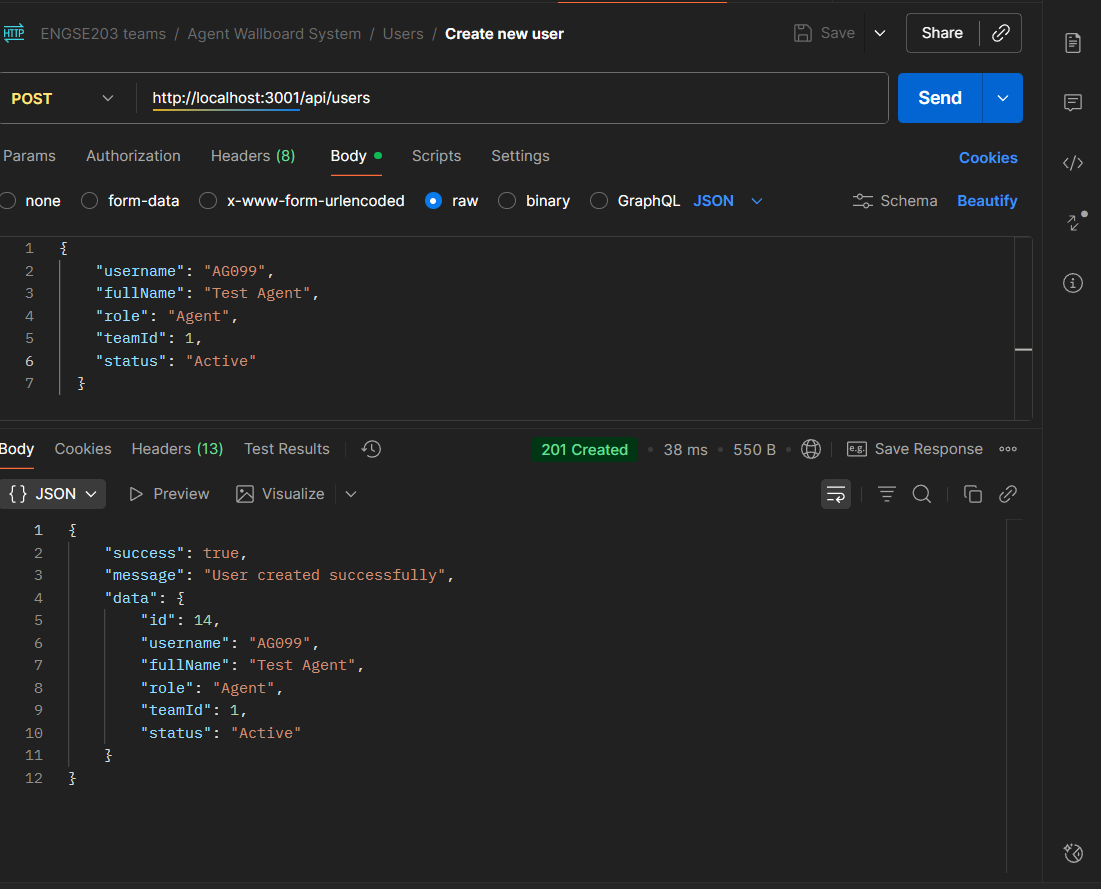 HTTP ENGSE203 teams / Agent Wallboard System / Users / Create new user Save Share
POST http://localhost:3001/api/users Send
Params Authorization Headers (8) Body Scripts Settings Cookies
none form-data x-www-form-urlencoded raw binary GraphQL JSON Schema Beautify
1 {
2 "username": "AG099",
3 "fullName": "Test Agent",
4 "role": "Agent",
5 "teamId": 1,
6 "status": "Active"
7 }
Body Cookies Headers (13) Test Results 201 Created • 38 ms • 550 B • e.g. Save Response
{} JSON Preview Visualize
1 {
2 "success": true,
3 "message": "User created successfully",
4 "data": {
5 "id": 14,
6 "username": "AG099",
7 "fullName": "Test Agent",
8 "role": "Agent",
9 "teamId": 1,
10 "status": "Active"
11 }
12 }